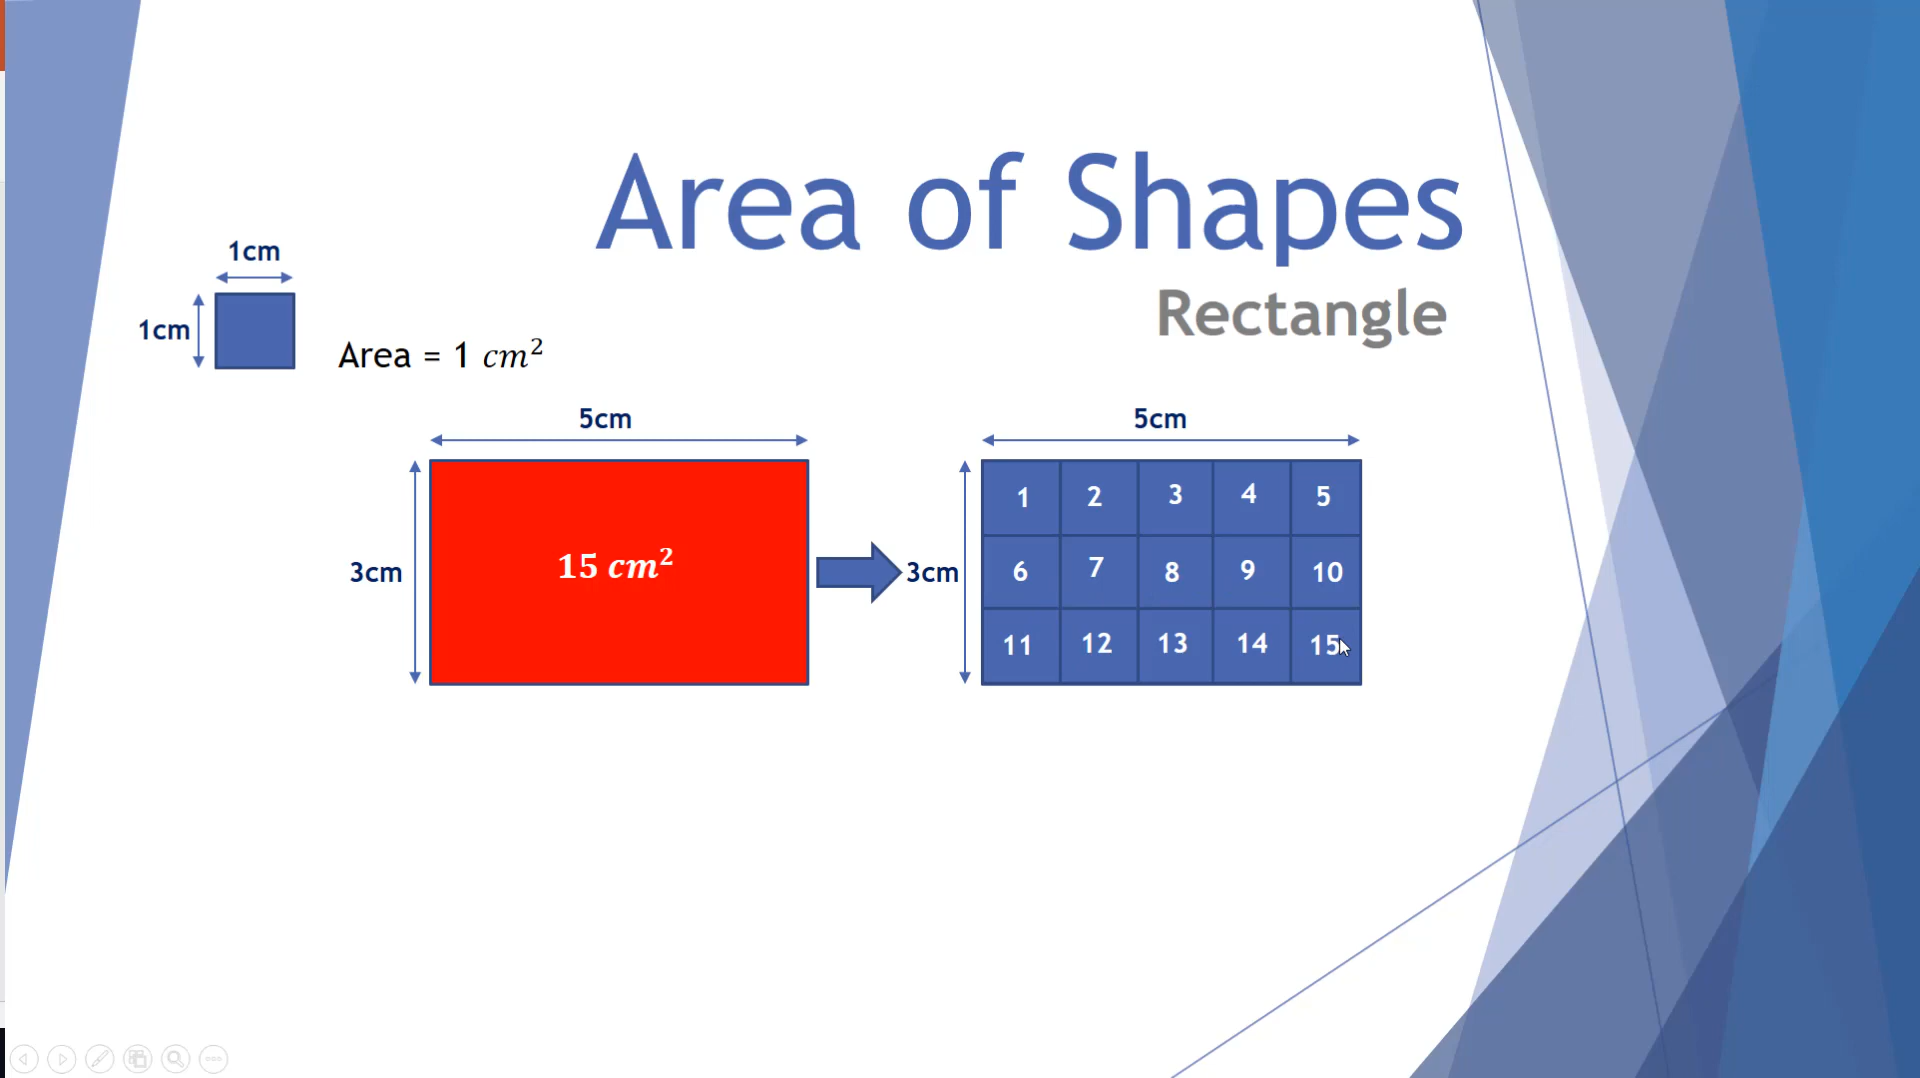 Area of Shapes
Rectangle
1cm
1cm
Area = 1 cm²
5cm
3cm
15 cm²
5cm
3cm
1 2 3 4 5
6 7 8 9 10
11 12 13 14 15